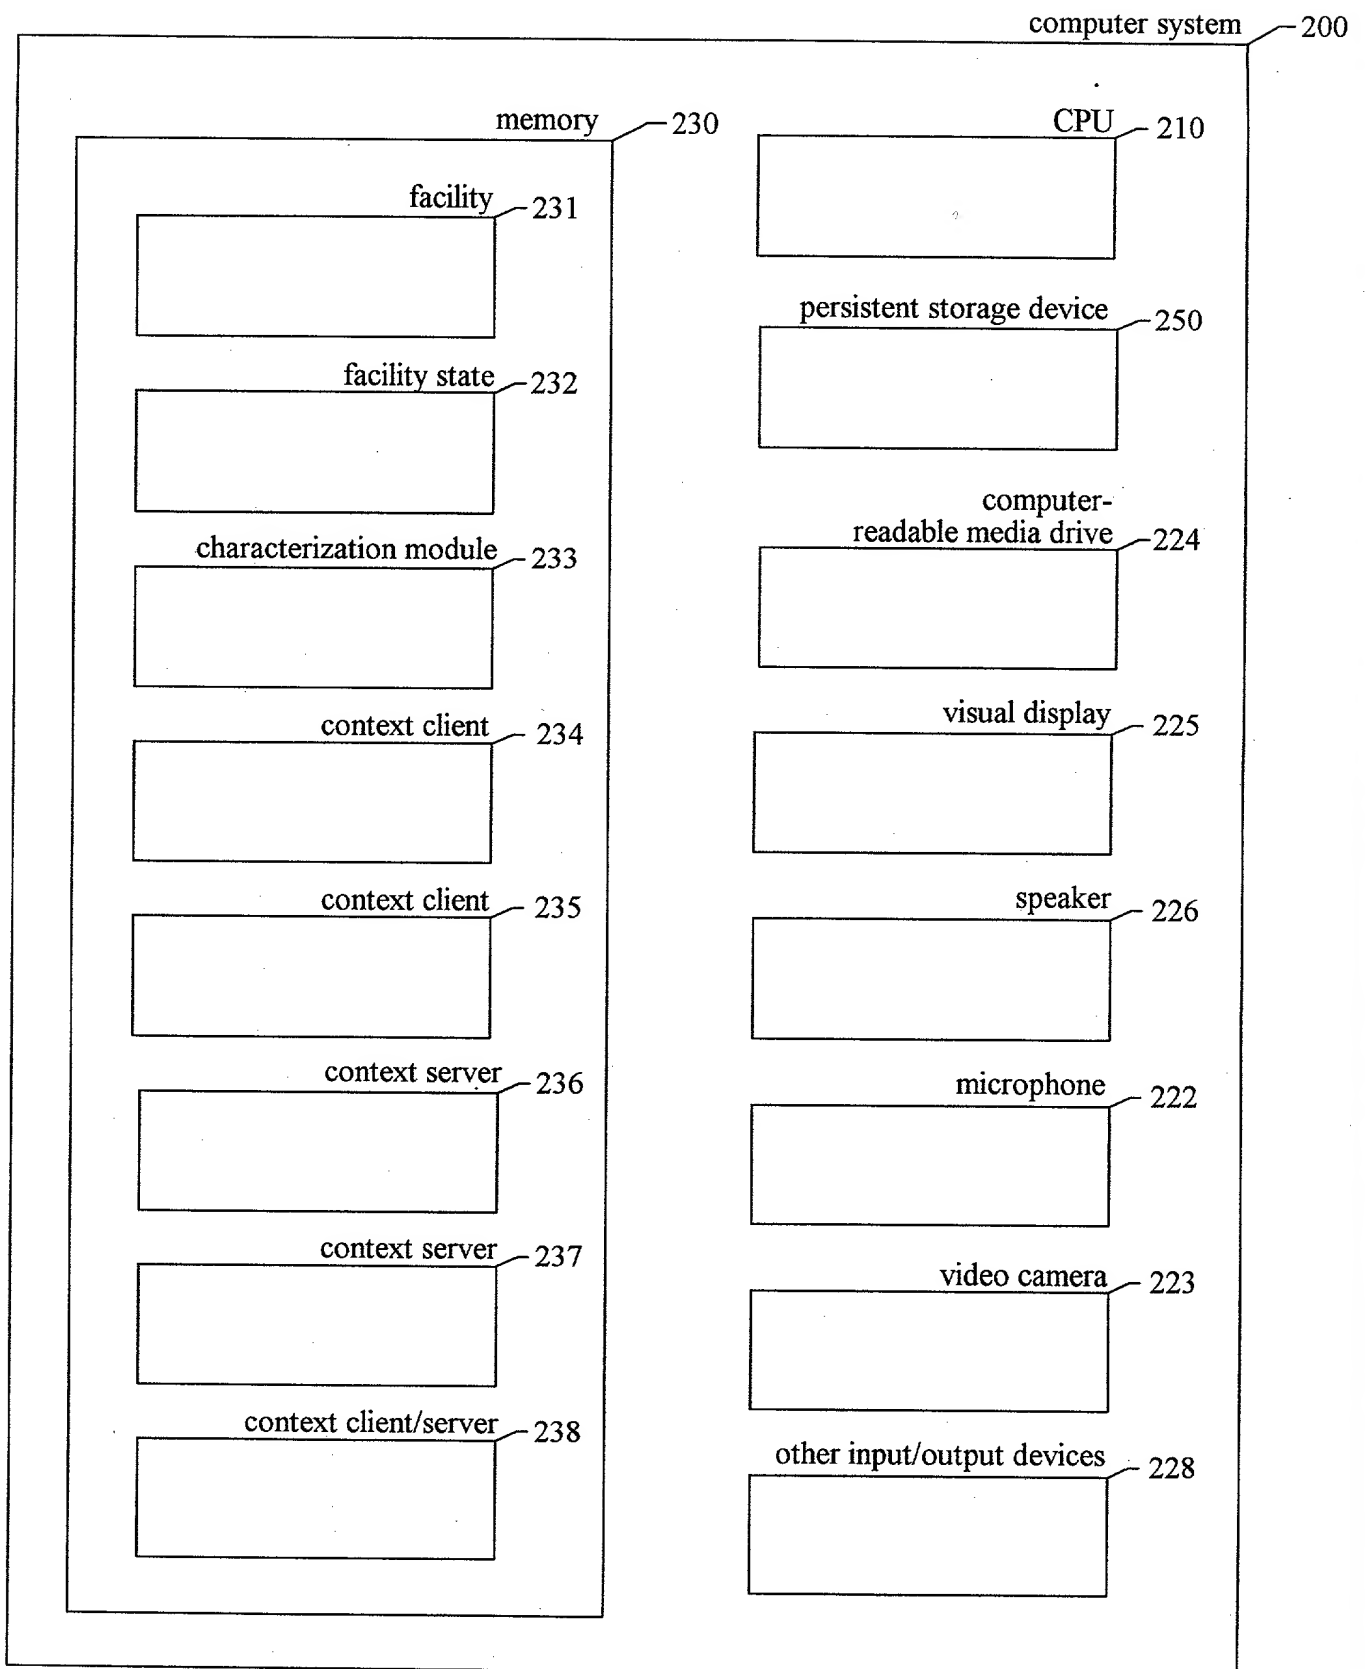 computer system 200
memory 230
facility 231
facility state 232
characterization module 233
context client 234
context client 235
context server 236
context server 237
context client/server 238
CPU 210
persistent storage device 250
computer-
readable media drive 224
visual display 225
speaker 226
microphone 222
video camera 223
other input/output devices 228